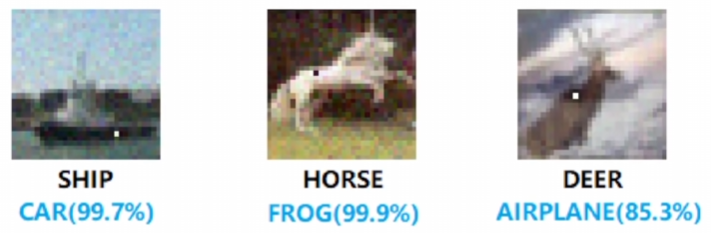 SHIP HORSE DEER
CAR(99.7%) FROG(99.9%) AIRPLANE(85.3%)